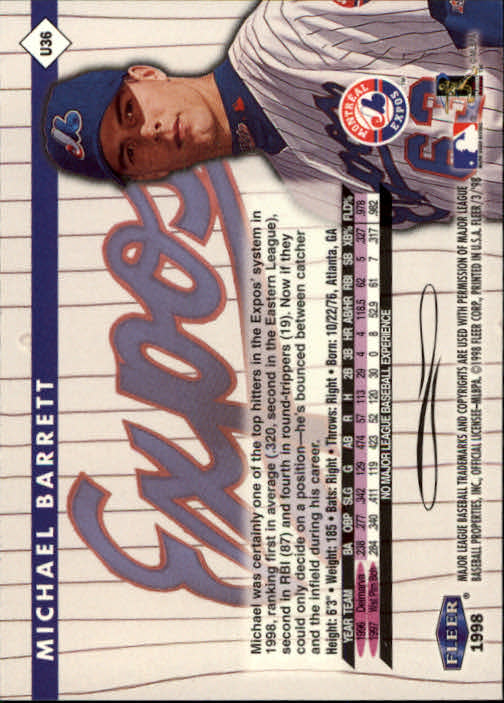 U36
MICHAEL BARRETT
Expos
MONTREAL
EXPOS
Expos
63
Michael was certainly one of the top hitters in the Expos' system in
1998, ranking first in average (.320, second in the Eastern League),
second in RBI (87) and fourth in round-trippers (19). Now if they
could only decide on a position—he's bounced between catcher
and the infield during his career.
Height: 6'3" • Weight: 185 • Bats: Right • Throws: Right • Born: 10/22/76, Atlanta, GA
YEAR TEAM BA OBP SLG G AB R H 2B 3B HR AB/HR RBI SB XB% FLD%
1996 Delmarva .238 .277 .342 129 474 57 113 29 4 4 118.5 62 5 .327 .978
1997 Wst Plm Bch .284 .340 .411 119 423 52 120 30 0 8 52.9 61 7 .317 .982
NO MAJOR LEAGUE BASEBALL EXPERIENCE
FLEER®
1998
MAJOR LEAGUE BASEBALL TRADEMARKS AND COPYRIGHTS ARE USED WITH PERMISSION OF MAJOR LEAGUE
BASEBALL PROPERTIES, INC. OFFICIAL LICENSEE-MLBPA. ©1998 FLEER CORP., PRINTED IN U.S.A. FLEER/3/'98